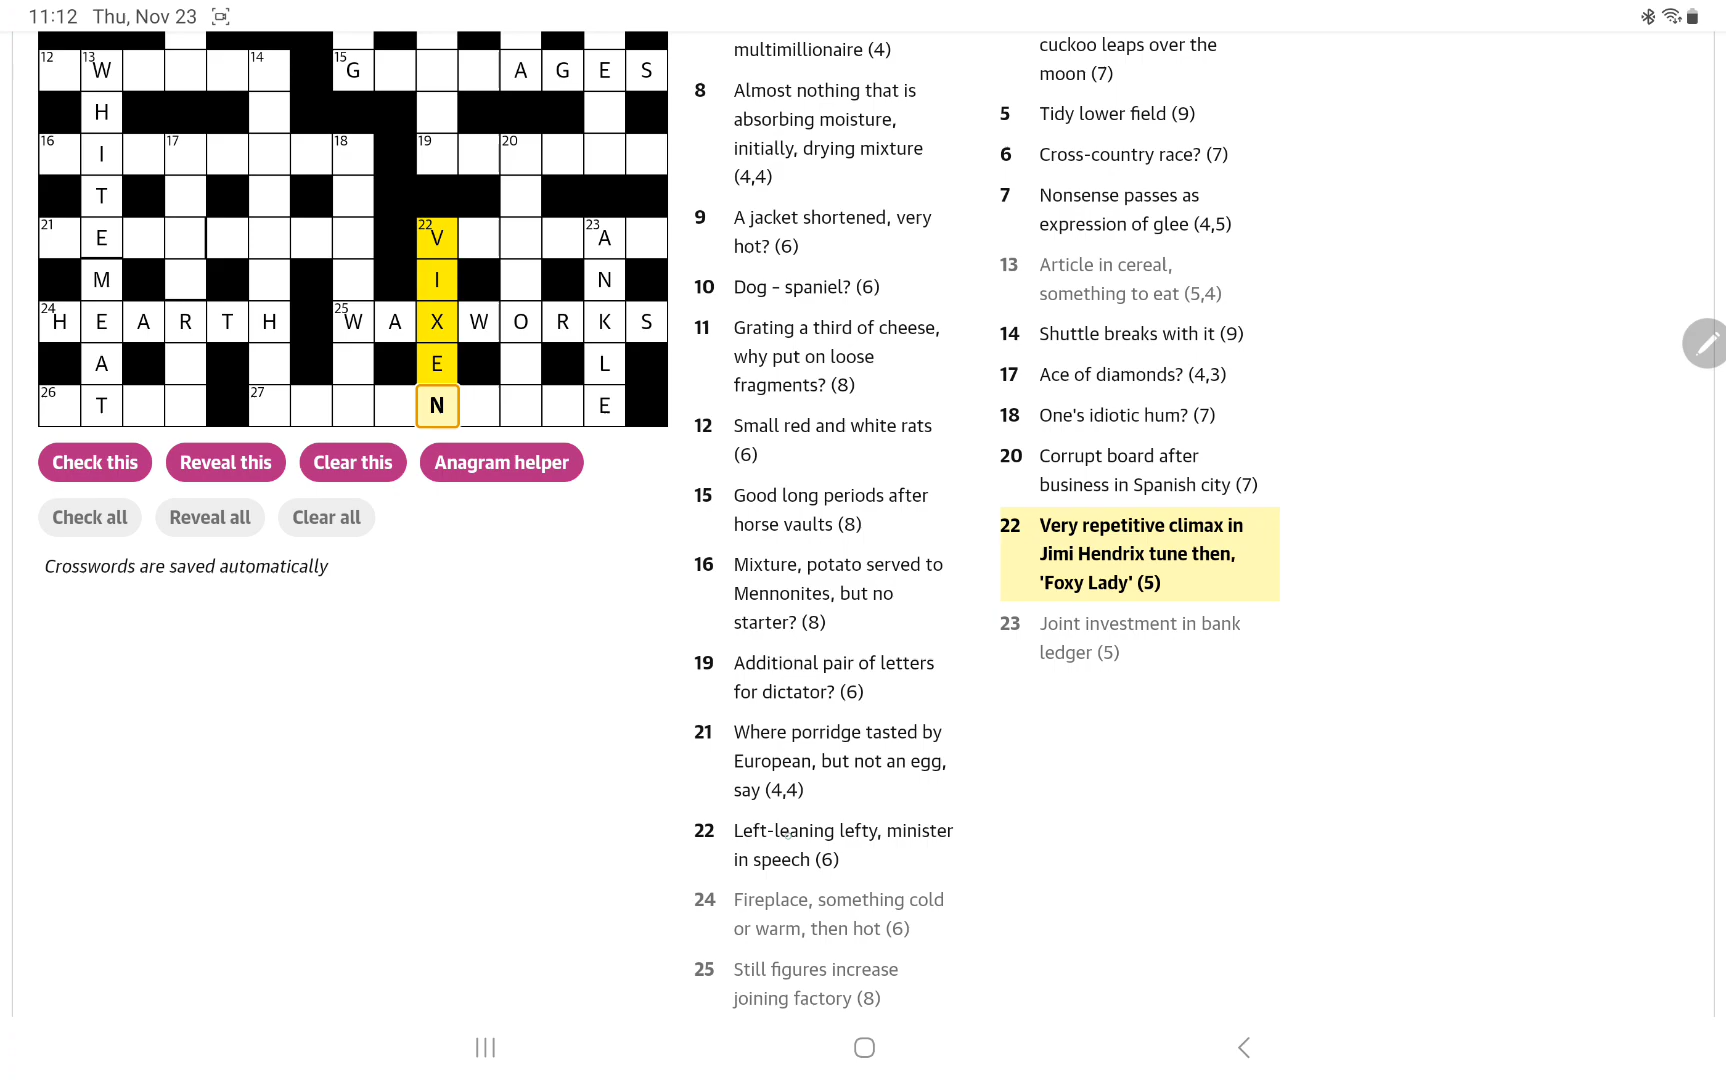 11:12 Thu, Nov 23
12 13 W 14 15 G A G E S
H
16 I 17 18 19 20
T
21 E 22 V 23 A
M I N
24 H E A R T H 25 W A X W O R K S
A E L
26 T 27 N E
Check this Reveal this Clear this Anagram helper
Check all Reveal all Clear all
Crosswords are saved automatically
multimillionaire (4)
8 Almost nothing that is
absorbing moisture,
initially, drying mixture
(4,4)
9 A jacket shortened, very
hot? (6)
10 Dog – spaniel? (6)
11 Grating a third of cheese,
why put on loose
fragments? (8)
12 Small red and white rats
(6)
15 Good long periods after
horse vaults (8)
16 Mixture, potato served to
Mennonites, but no
starter? (8)
19 Additional pair of letters
for dictator? (6)
21 Where porridge tasted by
European, but not an egg,
say (4,4)
22 Left-leaning lefty, minister
in speech (6)
24 Fireplace, something cold
or warm, then hot (6)
25 Still figures increase
joining factory (8)
cuckoo leaps over the
moon (7)
5 Tidy lower field (9)
6 Cross-country race? (7)
7 Nonsense passes as
expression of glee (4,5)
13 Article in cereal,
something to eat (5,4)
14 Shuttle breaks with it (9)
17 Ace of diamonds? (4,3)
18 One's idiotic hum? (7)
20 Corrupt board after
business in Spanish city (7)
22 Very repetitive climax in
Jimi Hendrix tune then,
'Foxy Lady' (5)
23 Joint investment in bank
ledger (5)